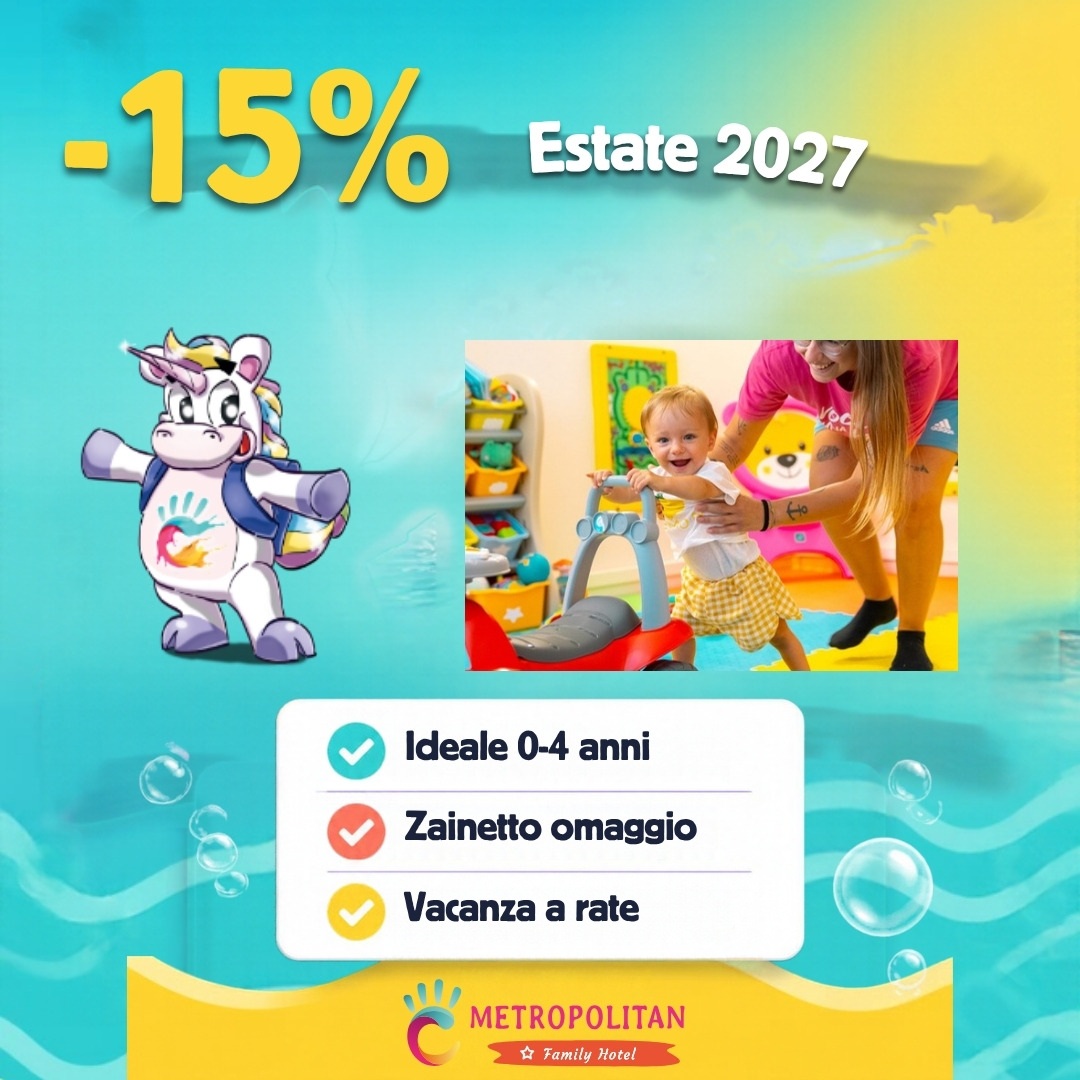 -15%
Estate 2027
Ideale 0-4 anni
Zainetto omaggio
Vacanza a rate
METROPOLITAN
Family Hotel